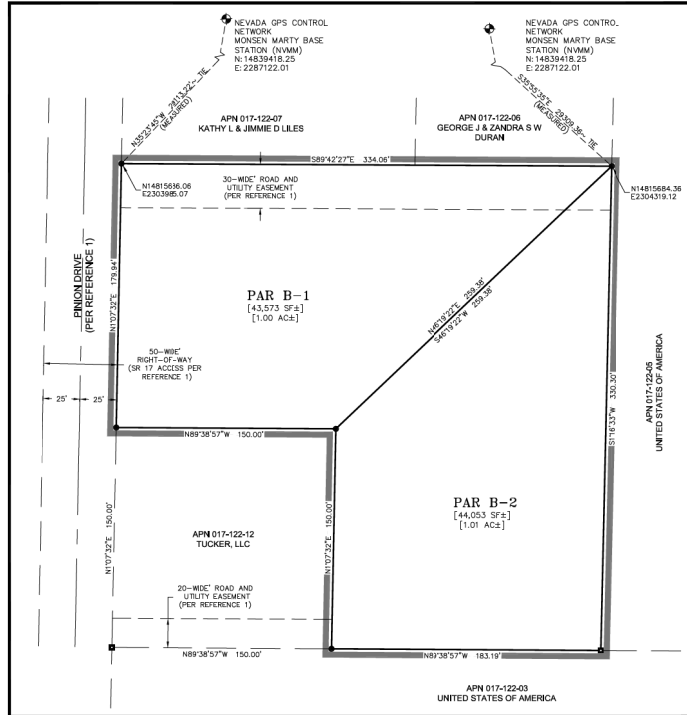 NEVADA GPS CONTROL
NETWORK
MONSEN MARTY BASE
STATION (NVMM)
N: 14839418.25
E: 2287122.01
NEVADA GPS CONTROL
NETWORK
MONSEN MARTY BASE
STATION (NVMM)
N: 14839418.25
E: 2287122.01
N35°23'45"W 29113.22'~ TIE
(MEASURED)
S35°55'35"E 29309.36'~ TIE
(MEASURED)
APN 017-122-07
KATHY L & JIMMIE D LILES
APN 017-122-06
GEORGE J & ZANDRA S W
DURAN
S89°42'27"E 334.06'
N14815636.06
E2303985.07
30-WIDE' ROAD AND
UTILITY EASEMENT
(PER REFERENCE 1)
N14815684.36
E2304319.12
PINION DRIVE
(PER REFERENCE 1)
N1°07'32"E 179.94'
PAR B-1
[43,573 SF±]
[1.00 AC±]
N46°19'22"E 259.38'
S46°19'22"W 259.38'
50-WIDE'
RIGHT-OF-WAY
(SR 17 ACCESS PER
REFERENCE 1)
25' 25'
S1°16'33"W 330.30'
APN 017-122-05
UNITED STATES OF AMERICA
N89°38'57"W 150.00'
N1°07'32"E 150.00'
APN 017-122-12
TUCKER, LLC
N1°07'32"E 150.00'
PAR B-2
[44,053 SF±]
[1.01 AC±]
20-WIDE' ROAD AND
UTILITY EASEMENT
(PER REFERENCE 1)
N89°38'57"W 150.00'
N89°38'57"W 183.19'
APN 017-122-03
UNITED STATES OF AMERICA